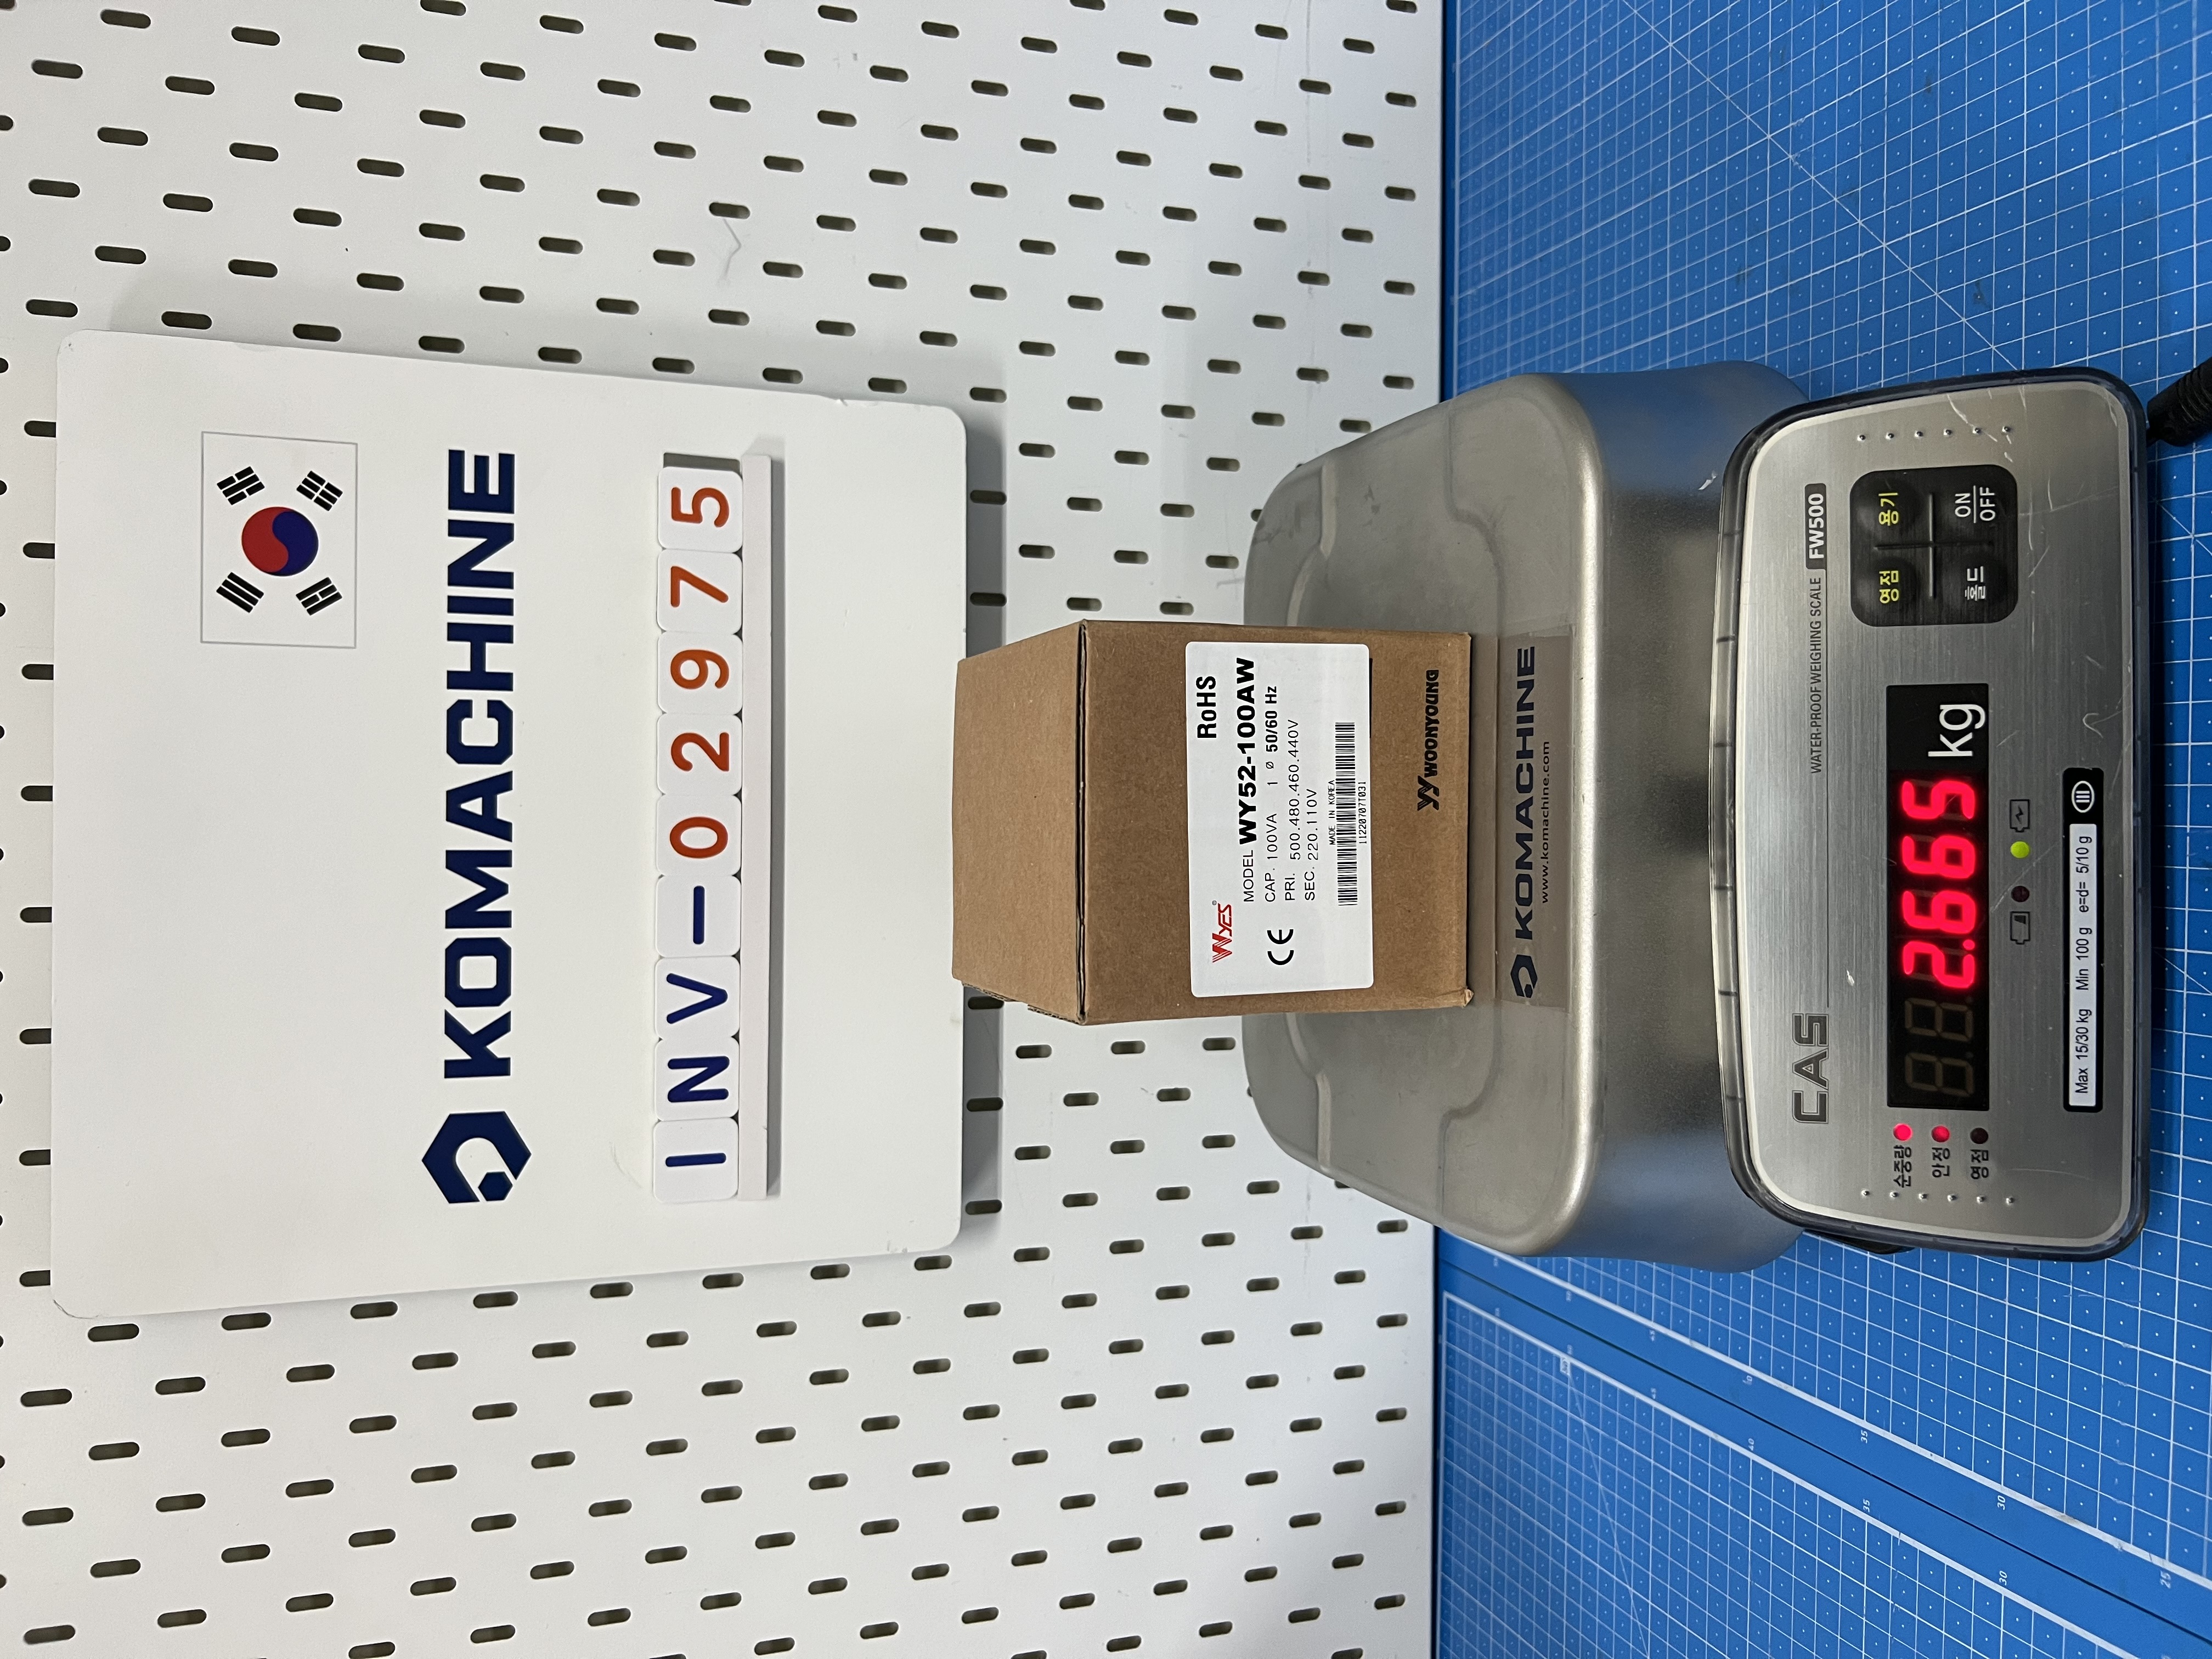 KOMACHINE
INV-02975
WYES®
RoHS
CE
MODEL WY52-100AW
CAP. 100VA 1 ø 50/60 Hz
PRI. 500.480.460.440V
SEC. 220.110V
MADE IN KOREA
WOONYOUNG
KOMACHINE
www.komachine.com
CAS
WATER-PROOF WEIGHING SCALE FW500
순중량
안정
영점
2.665 kg
영점
용기
홀드
ON
OFF
Max 15/30 kg Min 100 g e=d= 5/10 g
III